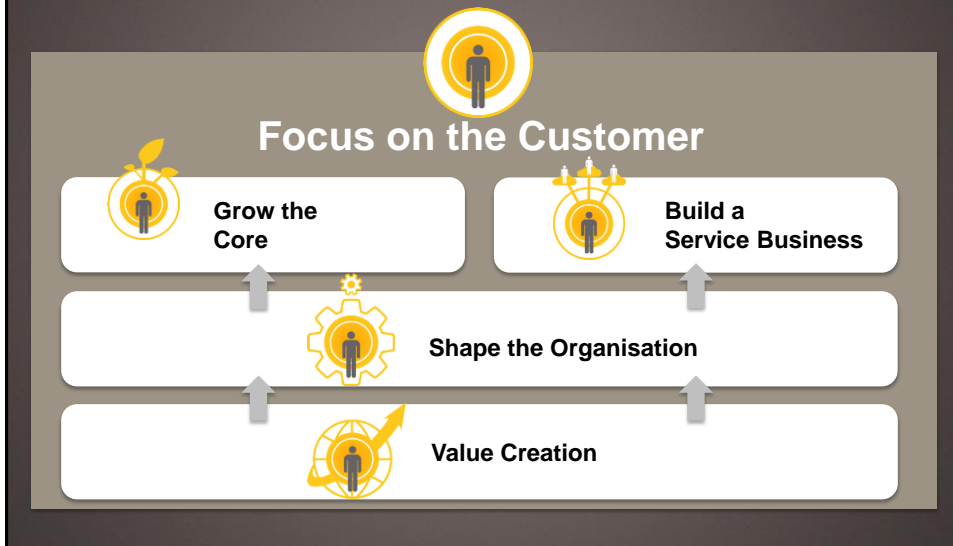 Focus on the Customer
Grow the
Core
Build a
Service Business
Shape the Organisation
Value Creation